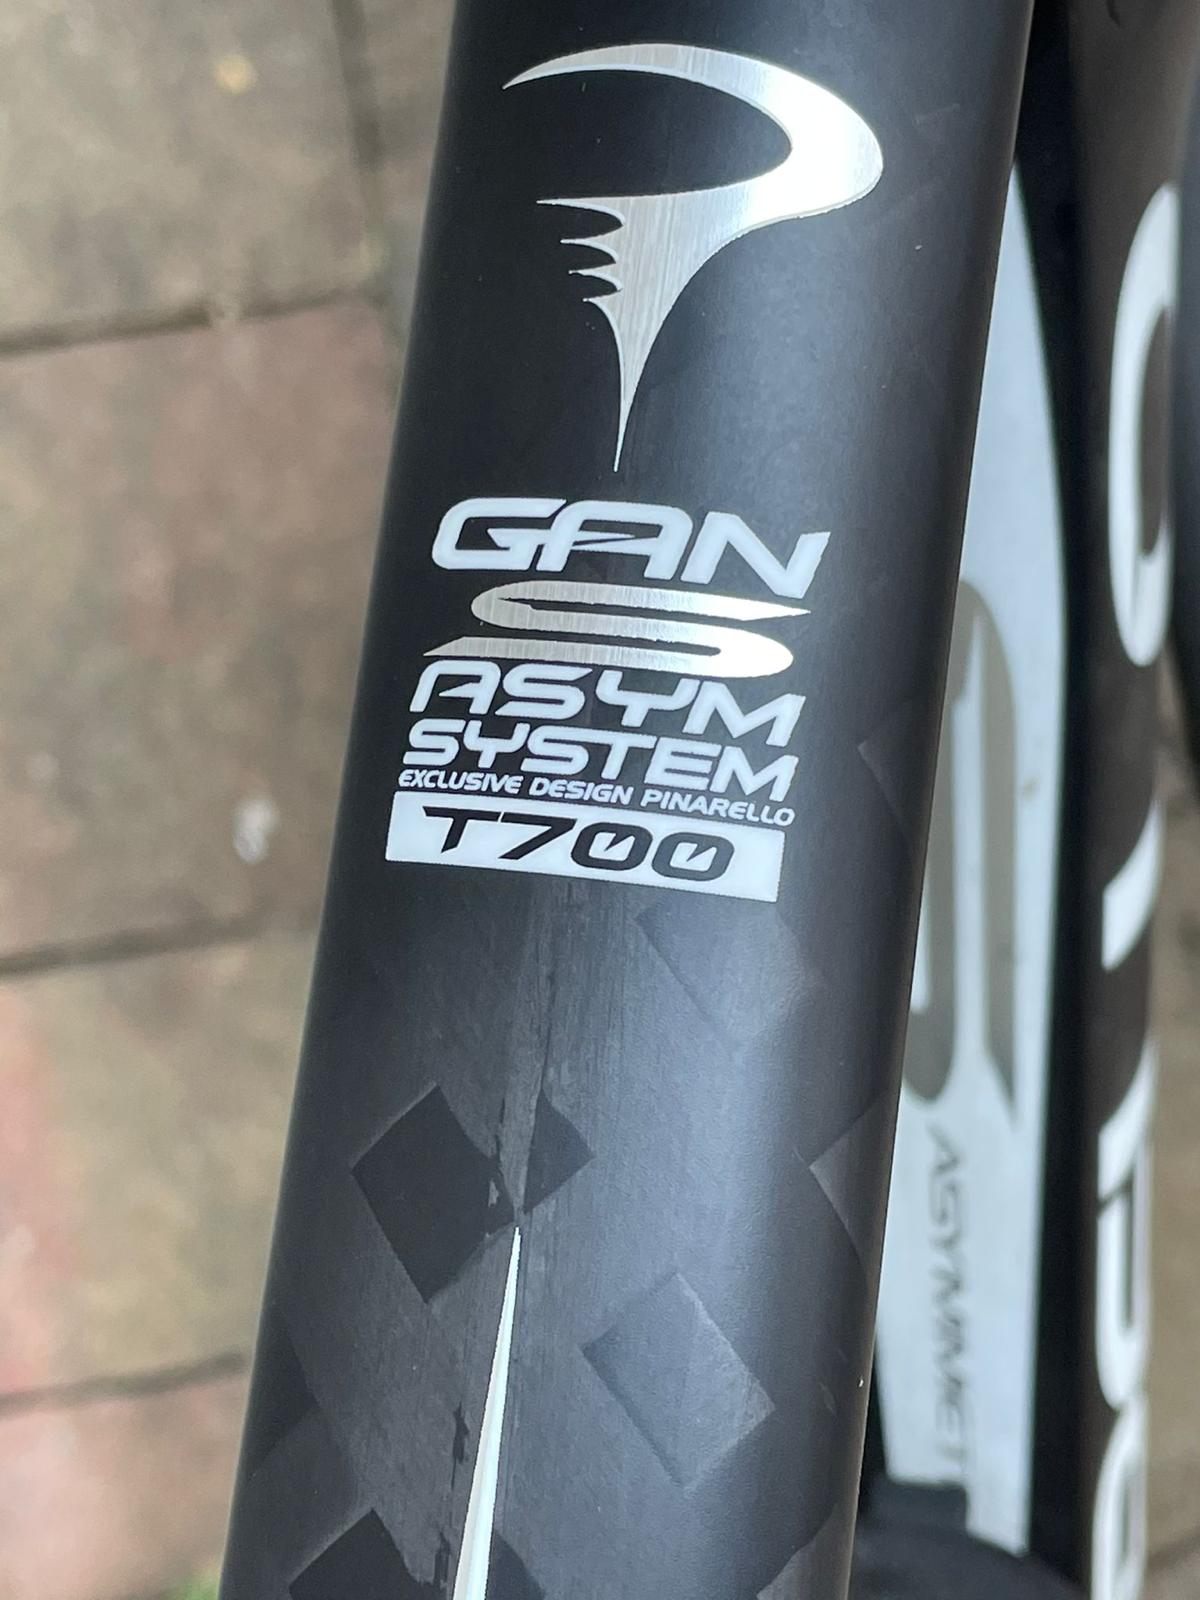 GAN
S
ASYM
SYSTEM
EXCLUSIVE DESIGN PINARELLO
T700
S